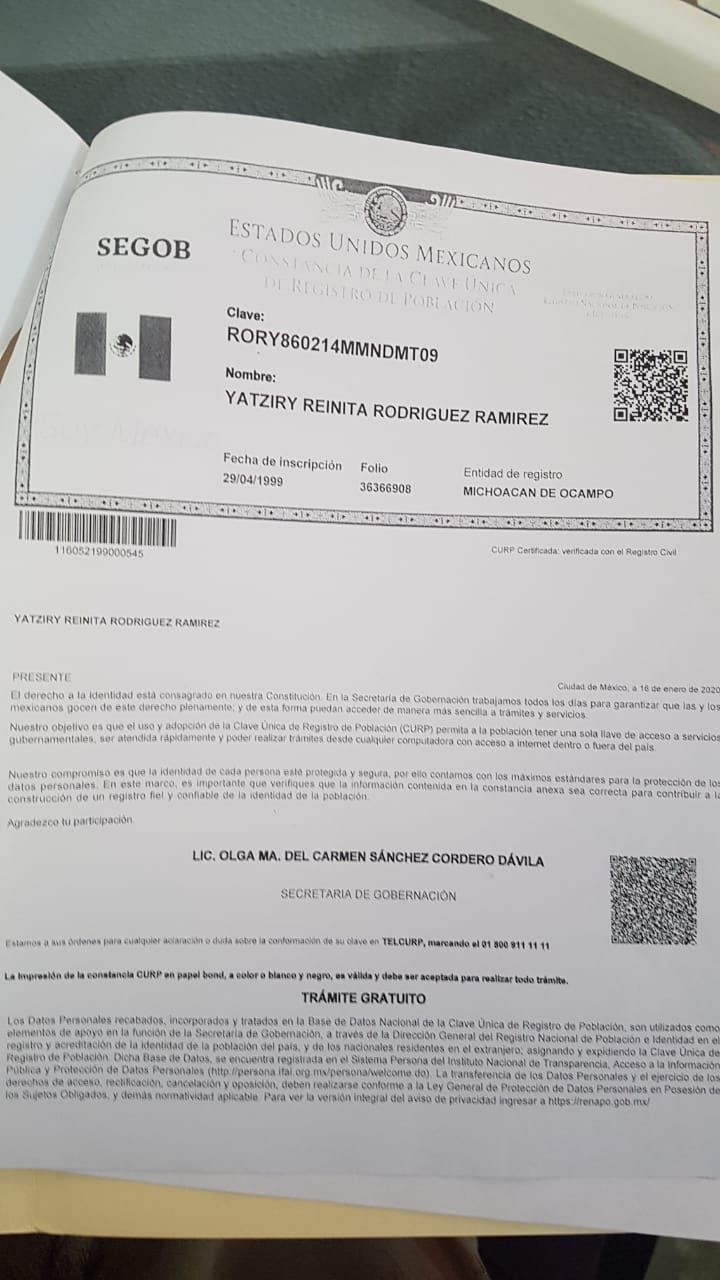 SEGOB
ESTADOS UNIDOS MEXICANOS
CONSTANCIA DE LA CLAVE ÚNICA
DE REGISTRO DE POBLACIÓN
Clave:
RORY860214MMNDMT09
Nombre:
YATZIRY REINITA RODRIGUEZ RAMIREZ
Fecha de inscripción Folio Entidad de registro
29/04/1999 36366908 MICHOACAN DE OCAMPO
116052199000545
CURP Certificada: verificada con el Registro Civil
YATZIRY REINITA RODRIGUEZ RAMIREZ
PRESENTE
Ciudad de México, a 16 de enero de 2020
El derecho a la identidad está consagrado en nuestra Constitución. En la Secretaría de Gobernación trabajamos todos los días para garantizar que las y los
mexicanos gocen de este derecho plenamente; y de esta forma puedan acceder de manera más sencilla a trámites y servicios.
Nuestro objetivo es que el uso y adopción de la Clave Única de Registro de Población (CURP) permita a la población tener una sola llave de acceso a servicios
gubernamentales, ser atendida rápidamente y poder realizar trámites desde cualquier computadora con acceso a internet dentro o fuera del país.
Nuestro compromiso es que la identidad de cada persona esté protegida y segura, por ello contamos con los máximos estándares para la protección de los
datos personales. En este marco, es importante que verifiques que la información contenida en la constancia anexa sea correcta para contribuir a la
construcción de un registro fiel y confiable de la identidad de la población.
Agradezco tu participación.
LIC. OLGA MA. DEL CARMEN SÁNCHEZ CORDERO DÁVILA
SECRETARIA DE GOBERNACIÓN
Estamos a sus órdenes para cualquier aclaración o duda sobre la conformación de su clave en TELCURP, marcando el 01 800 911 11 11
La impresión de la constancia CURP en papel bond, a color o blanco y negro, es válida y debe ser aceptada para realizar todo trámite.
TRÁMITE GRATUITO
Los Datos Personales recabados, incorporados y tratados en la Base de Datos Nacional de la Clave Única de Registro de Población, son utilizados como
elementos de apoyo en la función de la Secretaría de Gobernación, a través de la Dirección General del Registro Nacional de Población e Identidad en el
registro y acreditación de la identidad de la población del país, y de los nacionales residentes en el extranjero; asignando y expidiendo la Clave Única de
Registro de Población. Dicha Base de Datos, se encuentra registrada en el Sistema Persona del Instituto Nacional de Transparencia, Acceso a la Información
Pública y Protección de Datos Personales (http://persona.ifai.org.mx/persona/welcome.do). La transferencia de los Datos Personales y el ejercicio de los
derechos de acceso, rectificación, cancelación y oposición, deben realizarse conforme a la Ley General de Protección de Datos Personales en Posesión de
los Sujetos Obligados, y demás normatividad aplicable. Para ver la versión integral del aviso de privacidad ingresar a https://renapo.gob.mx/